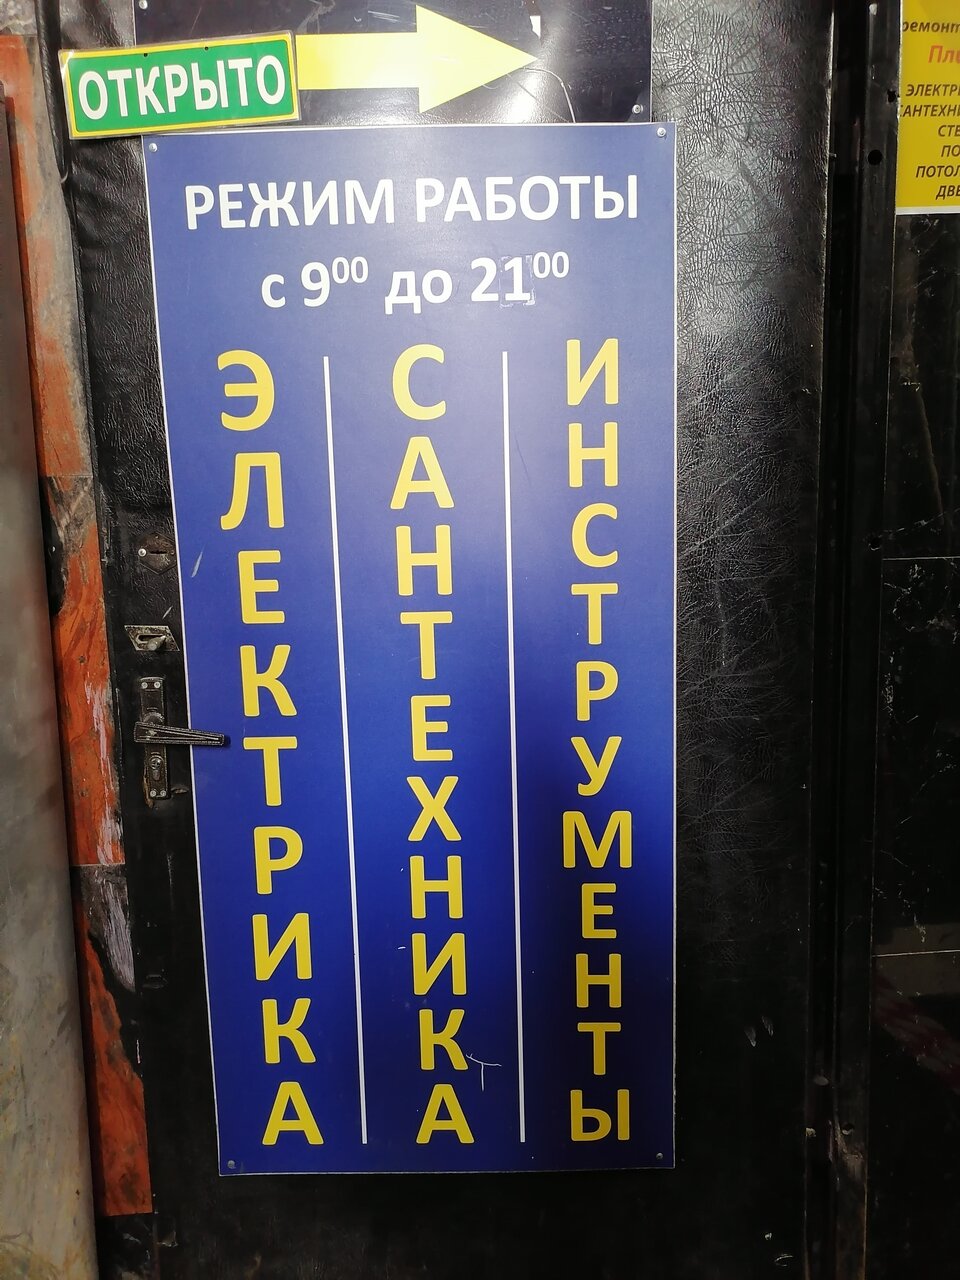 ОТКРЫТО
РЕЖИМ РАБОТЫ
с 9⁰⁰ до 21⁰⁰
ЭЛЕКТРИКА
САНТЕХНИКА
ИНСТРУМЕНТЫ